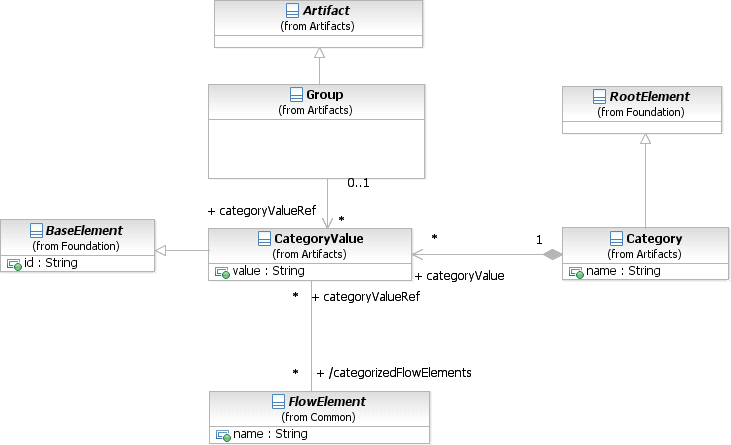 Artifact
(from Artifacts)
Group
(from Artifacts)
RootElement
(from Foundation)
0..1
+ categoryValueRef
*
BaseElement
(from Foundation)
id : String
CategoryValue
(from Artifacts)
value : String
*
1
+ categoryValue
Category
(from Artifacts)
name : String
*
+ categoryValueRef
*
+ /categorizedFlowElements
FlowElement
(from Common)
name : String